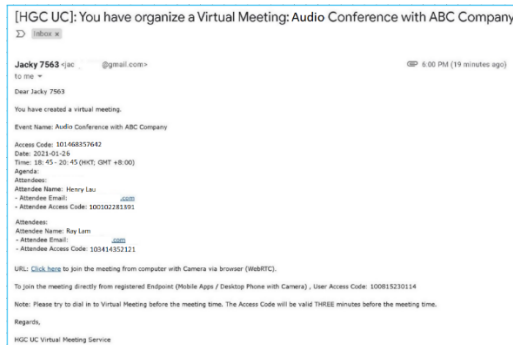 [HGC UC]: You have organize a Virtual Meeting: Audio Conference with ABC Company
Inbox x
Jacky 7563 <jac @gmail.com>
6:00 PM (19 minutes ago)
to me
Dear Jacky 7563
You have created a virtual meeting.
Event Name: Audio Conference with ABC Company
Access Code: 101468357642
Date: 2021-01-26
Time: 18: 45 - 20: 45 (HKT; GMT +8:00)
Agenda:
Attendees:
Attendee Name: Henry Lau
- Attendee Email: .com
- Attendee Access Code: 100102281391
Attendees:
Attendee Name: Ray Lam
- Attendee Email: .com
- Attendee Access Code: 103414352121
URL: Click here to join the meeting from computer with Camera via browser (WebRTC).
To join the meeting directly from registered Endpoint (Mobile Apps / Desktop Phone with Camera) , User Access Code: 100815230114
Note: Please try to dial in to Virtual Meeting before the meeting time. The Access Code will be valid THREE minutes before the meeting time.
Regards,
HGC UC Virtual Meeting Service